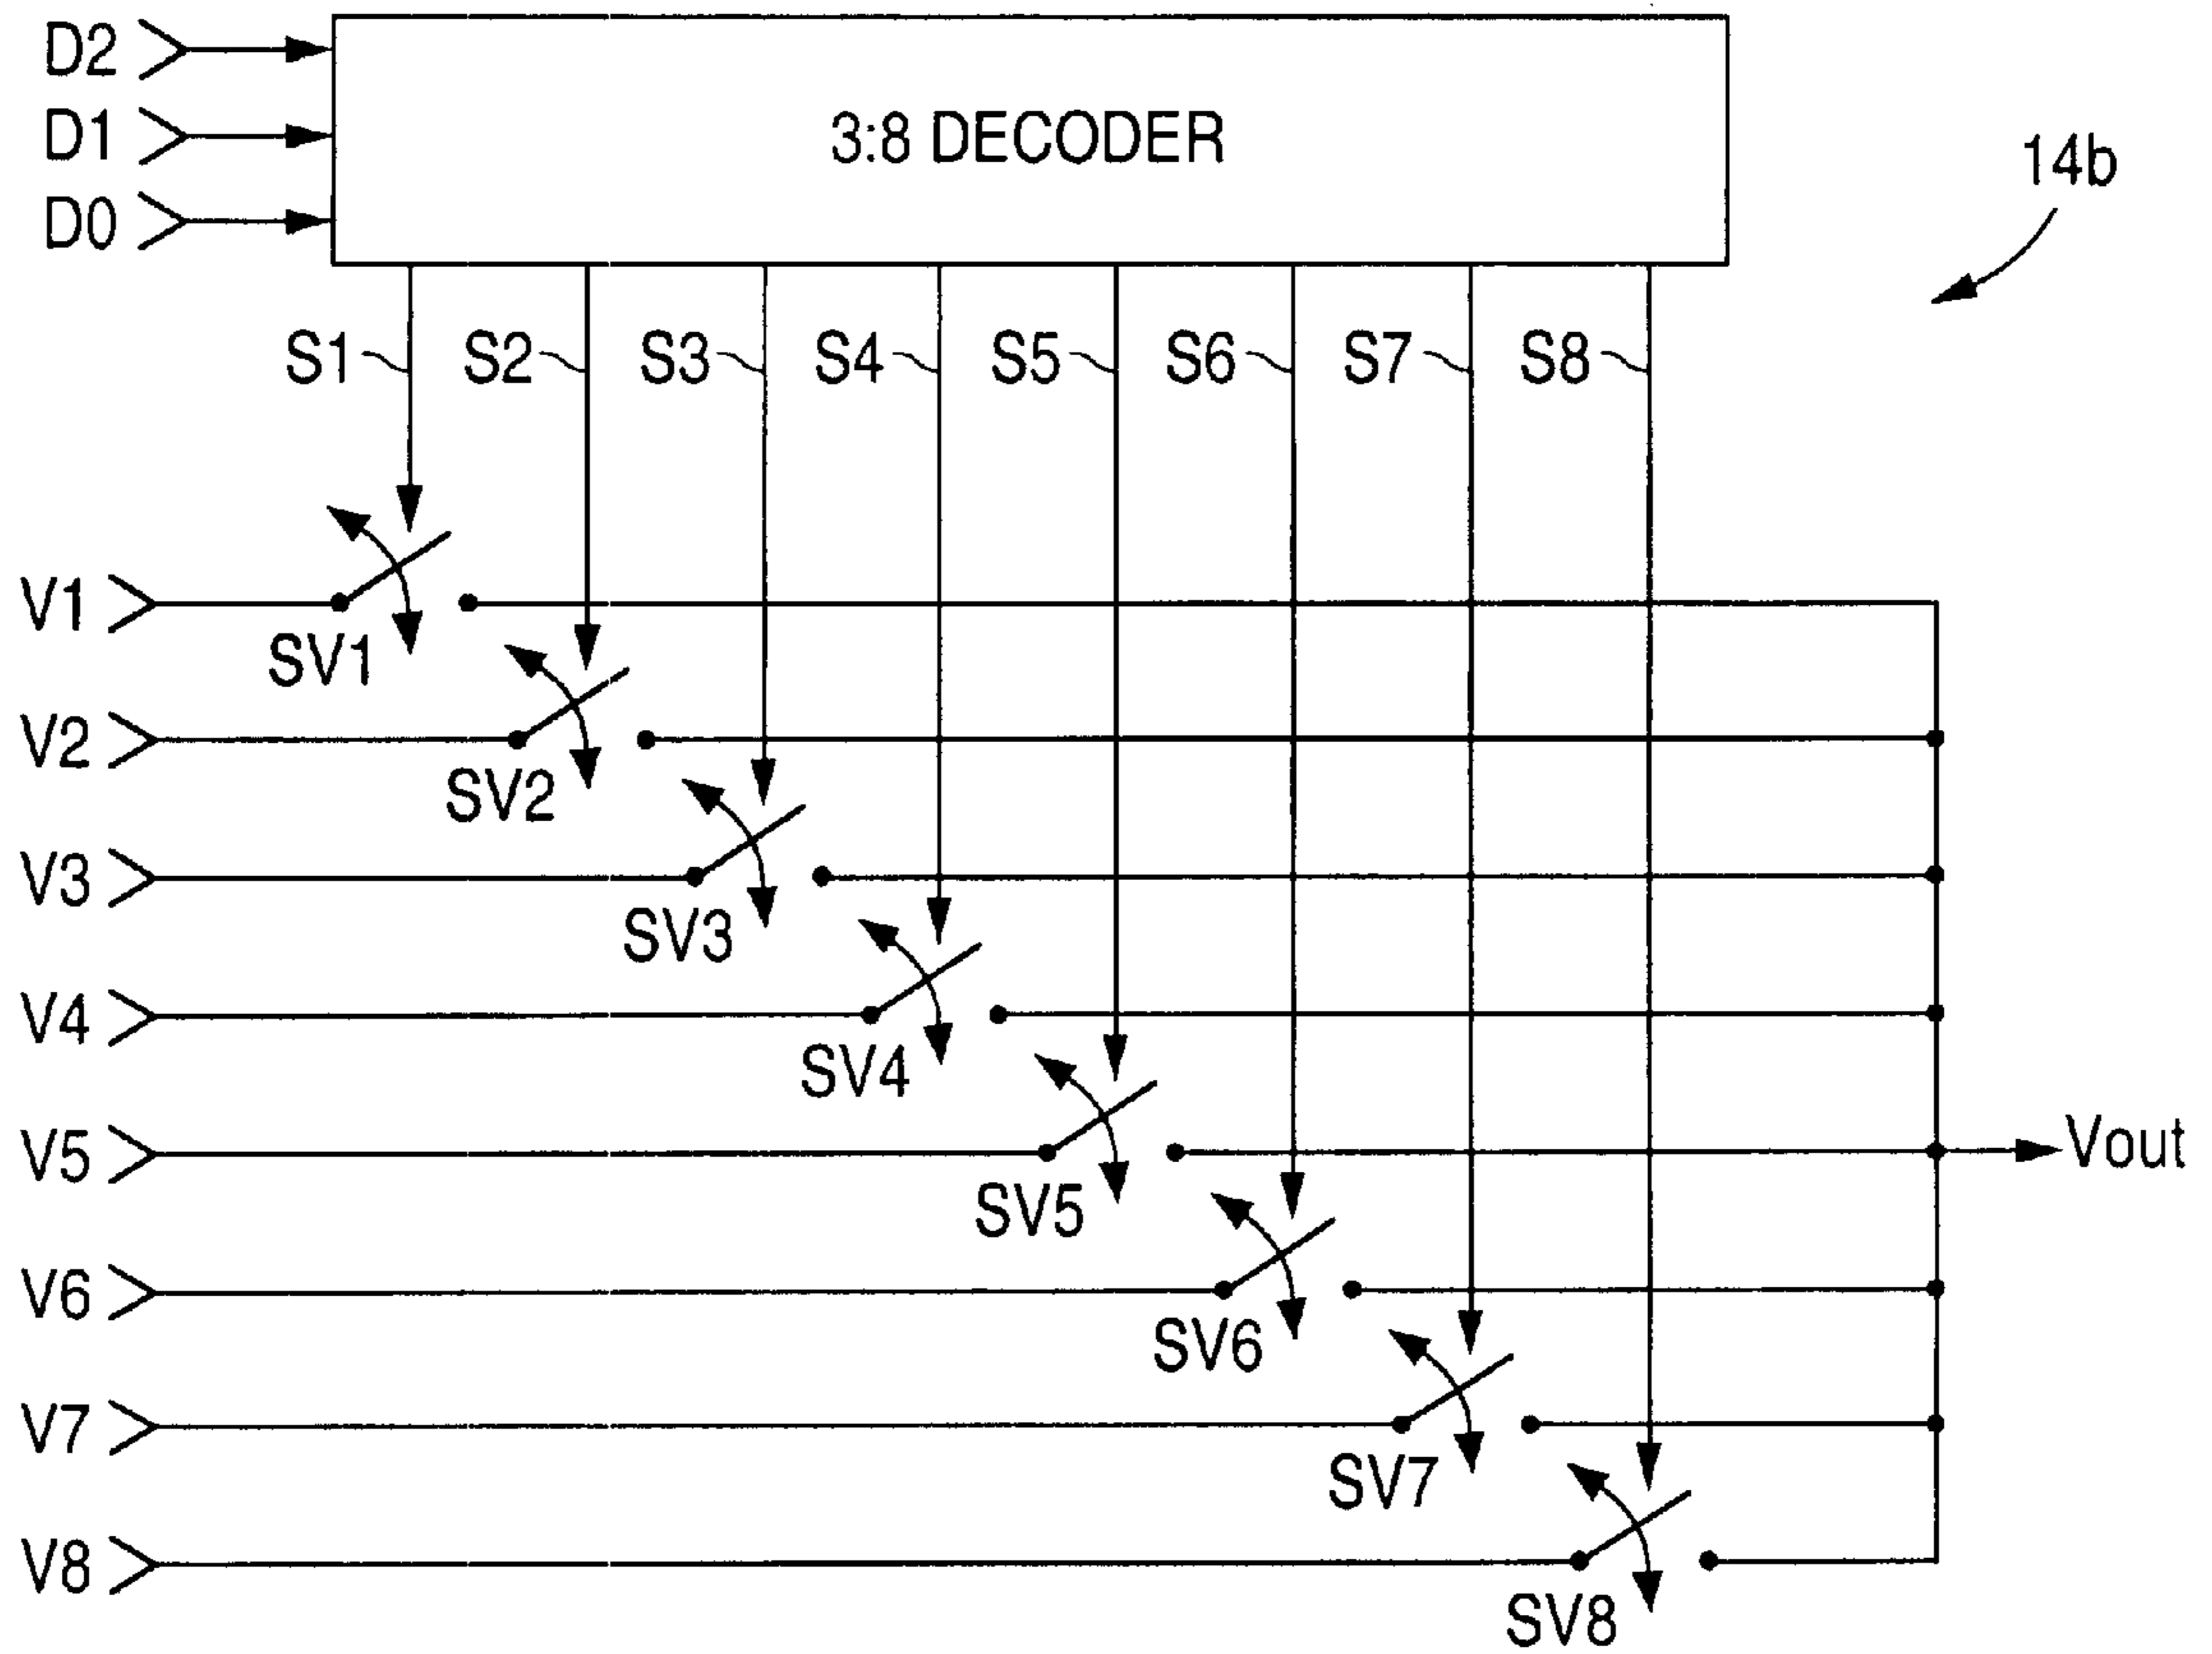 D2
D1
D0
3:8 DECODER
14b
S1 S2 S3 S4 S5 S6 S7 S8
V1
SV1
V2
SV2
V3
SV3
V4
SV4
V5
Vout
SV5
V6
SV6
V7
SV7
V8
SV8